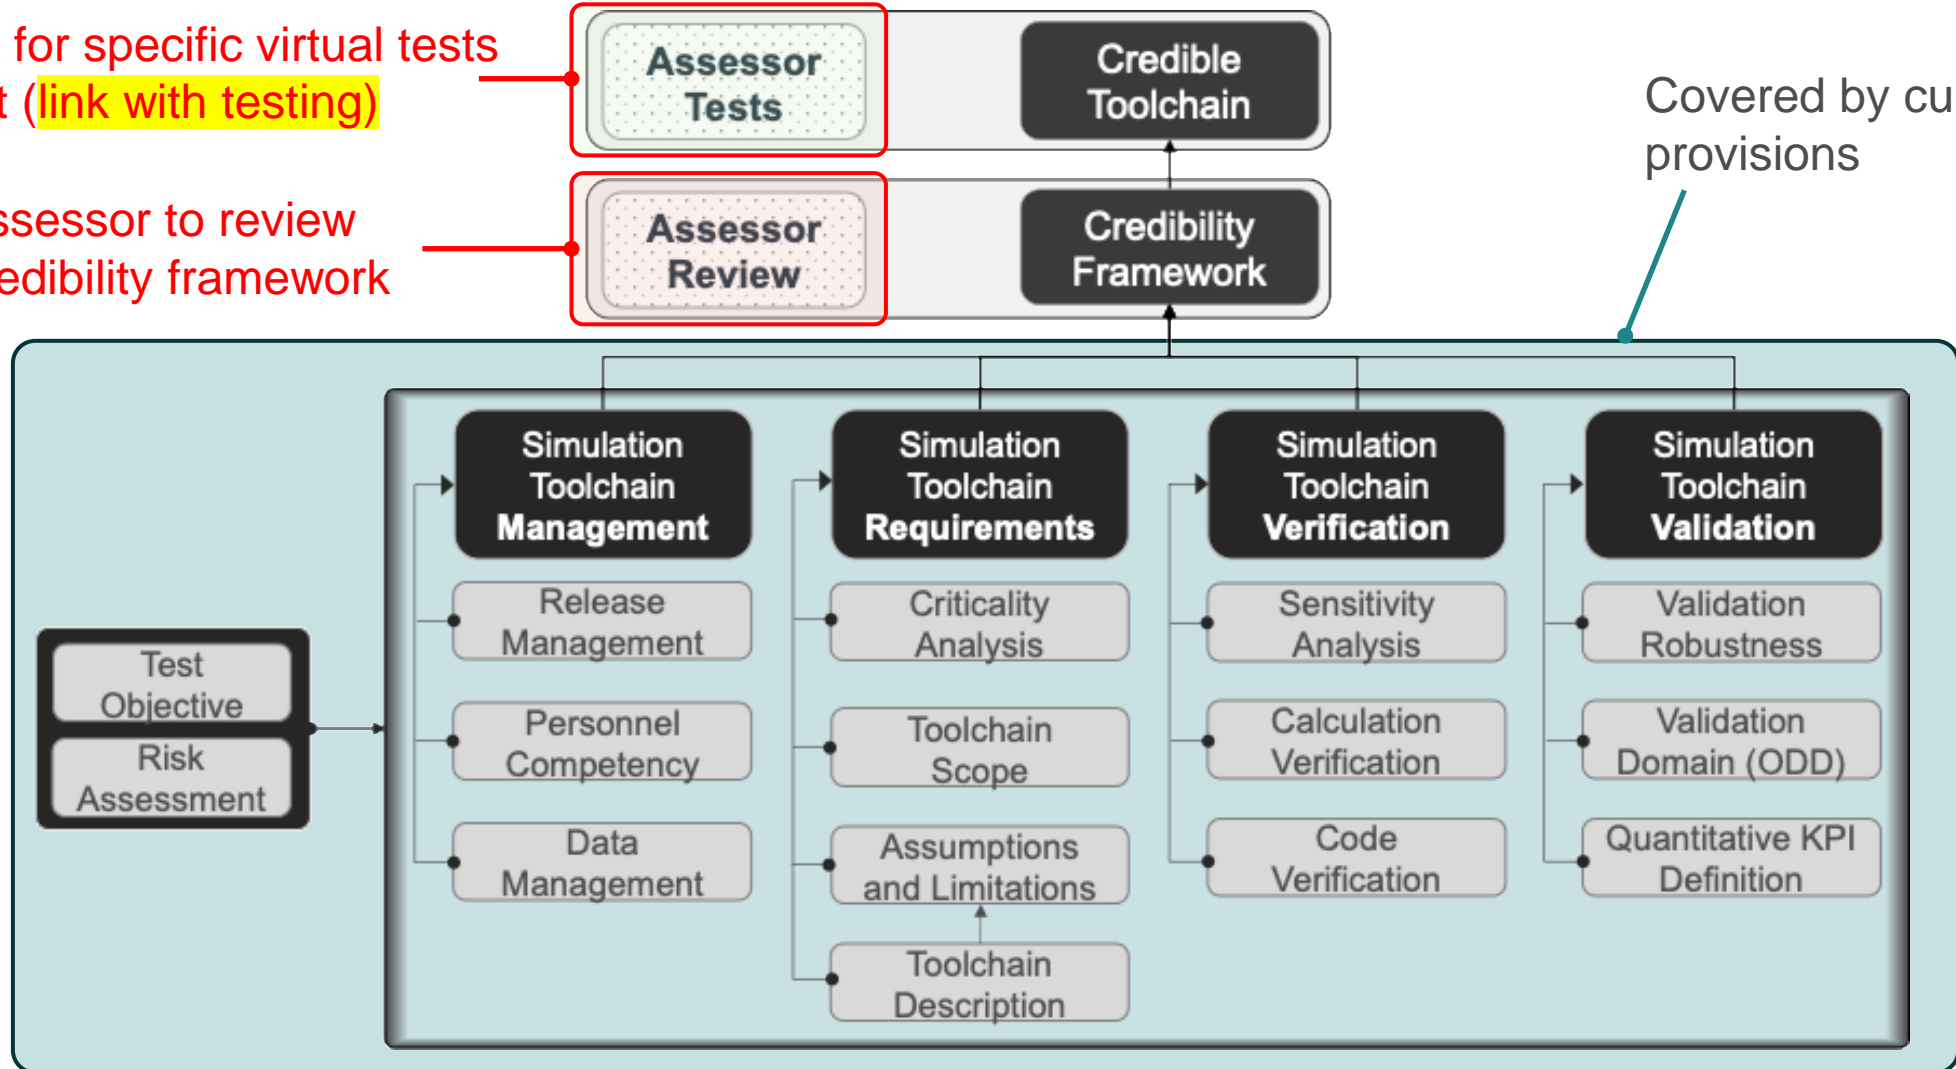 for specific virtual tests
(link with testing)
Assessor
Tests
Credible
Toolchain
Covered by
provisions
to review
framework
Assessor
Review
Credibility
Framework
Simulation
Toolchain
Management
Release
Management
Personnel
Competency
Data
Management
Simulation
Toolchain
Requirements
Criticality
Analysis
Toolchain
Scope
Assumptions
and Limitations
Toolchain
Description
Simulation
Toolchain
Verification
Sensitivity
Analysis
Calculation
Verification
Code
Verification
Simulation
Toolchain
Validation
Validation
Robustness
Validation
Domain (ODD)
Quantitative KPI
Definition
Test
Objective
Risk
Assessment